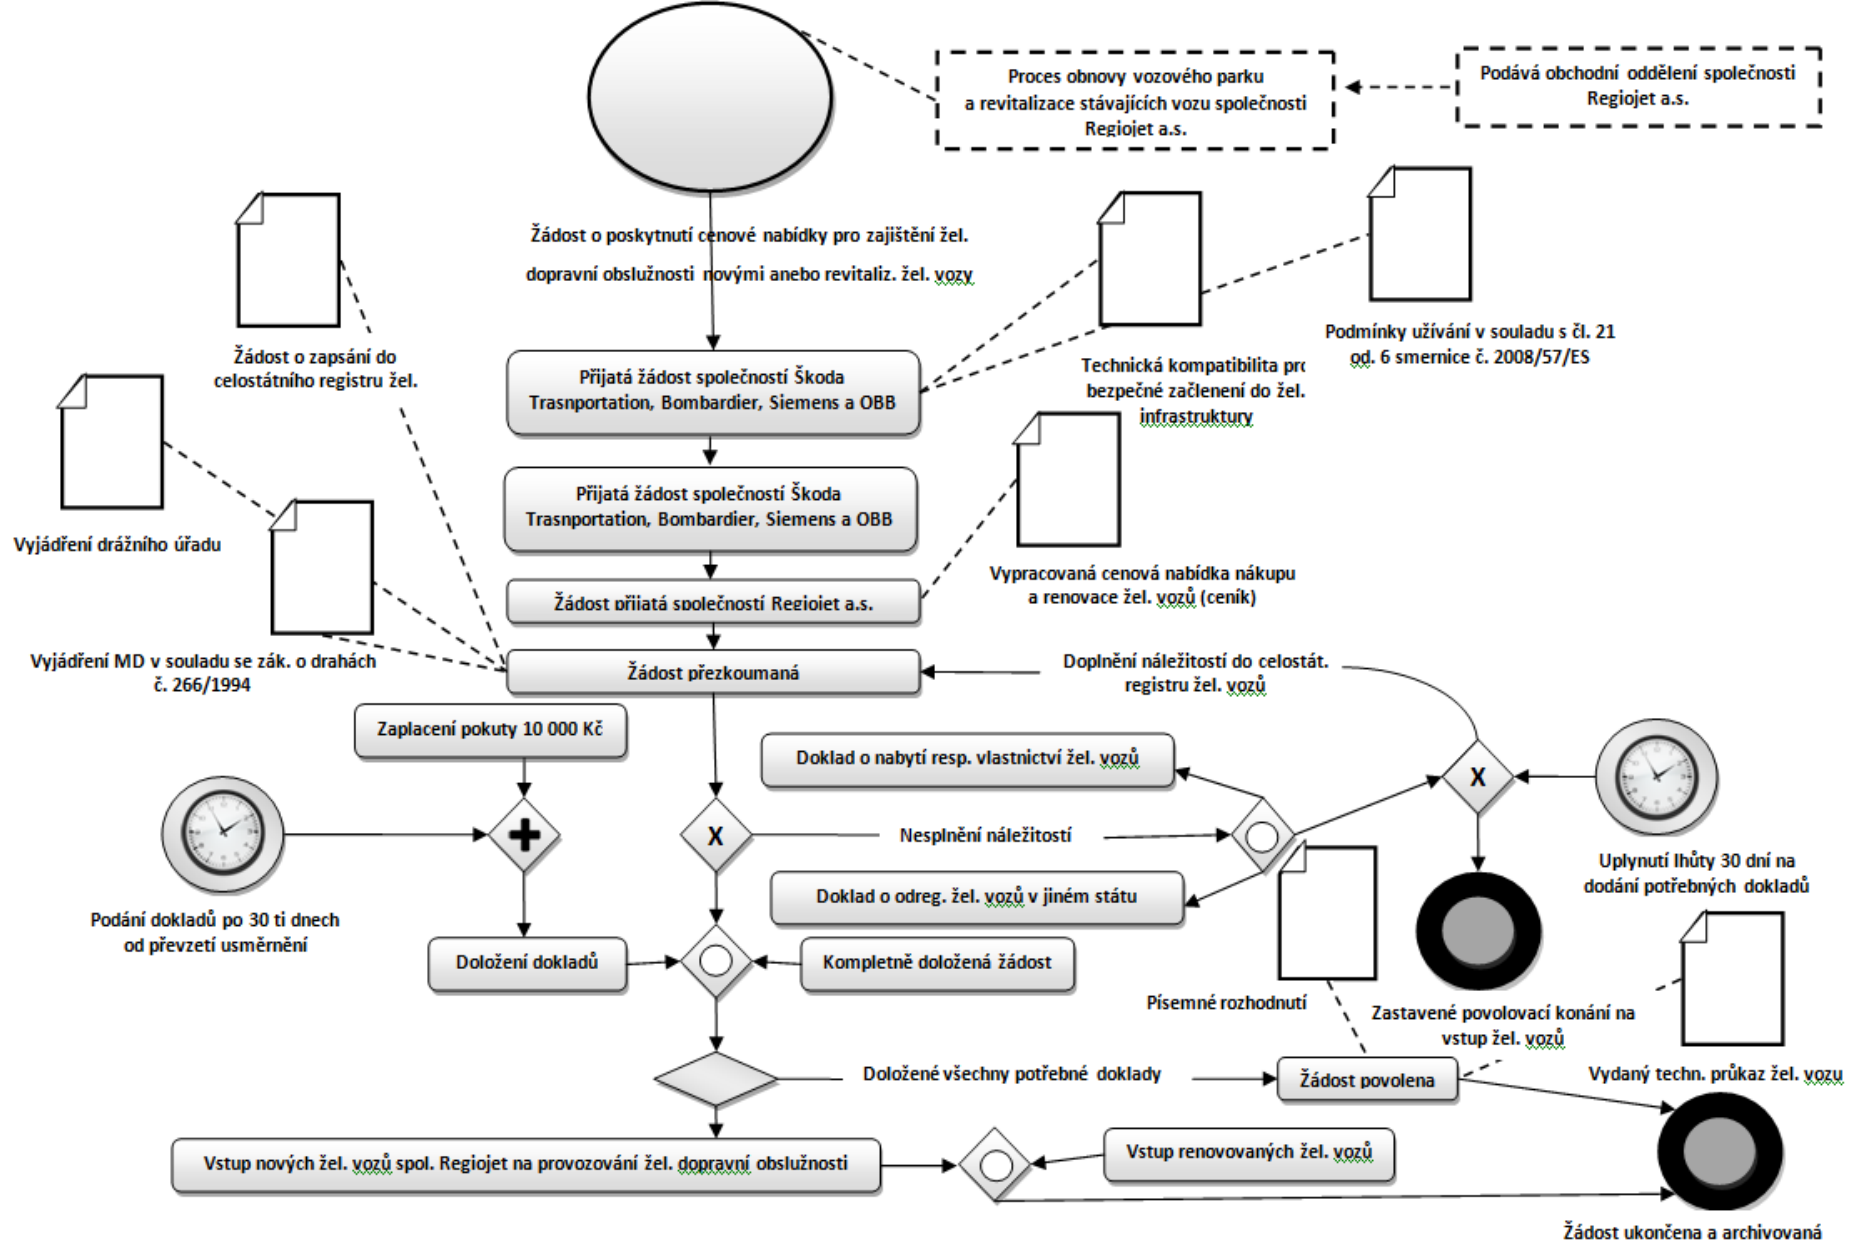 Proces obnovy vozového parku
a revitalizace stávajících vozu společnosti
Regiojet a.s.
Podává obchodní oddělení společnosti
Regiojet a.s.
Žádost o poskytnutí cenové nabídky pro zajištění žel.
dopravní obslužnosti novými anebo revitaliz. žel. vozy
Žádost o zapsání do
celostátního registru žel.
Přijatá žádost společností Škoda
Trasnportation, Bombardier, Siemens a OBB
Technická kompatibilita pro
bezpečné začlenení do žel.
infrastruktury
Podmínky užívání v souladu s čl. 21
od. 6 smernice č. 2008/57/ES
Vyjádření drážního úřadu
Přijatá žádost společností Škoda
Trasnportation, Bombardier, Siemens a OBB
Vypracovaná cenová nabídka nákupu
a renovace žel. vozů (ceník)
Žádost přijatá společností Regiojet a.s.
Vyjádření MD v souladu se zák. o drahách
č. 266/1994
Žádost přezkoumaná
Doplnění náležitostí do celostát.
registru žel. vozů
Zaplacení pokuty 10 000 Kč
Doklad o nabytí resp. vlastnictví žel. vozů
X
X
Nesplnění náležitostí
Uplynutí lhůty 30 dní na
dodání potřebných dokladů
Doklad o odreg. žel. vozů v jiném státu
Podání dokladů po 30 ti dnech
od převzetí usměrnění
Doložení dokladů
Kompletně doložená žádost
Písemné rozhodnutí
Zastavené povolovací konání na
vstup žel. vozů
Doložené všechny potřebné doklady
Žádost povolena
Vydaný techn. průkaz žel. vozu
Vstup nových žel. vozů spol. Regiojet na provozování žel. dopravní obslužnosti
Vstup renovovaných žel. vozů
Žádost ukončena a archivovaná